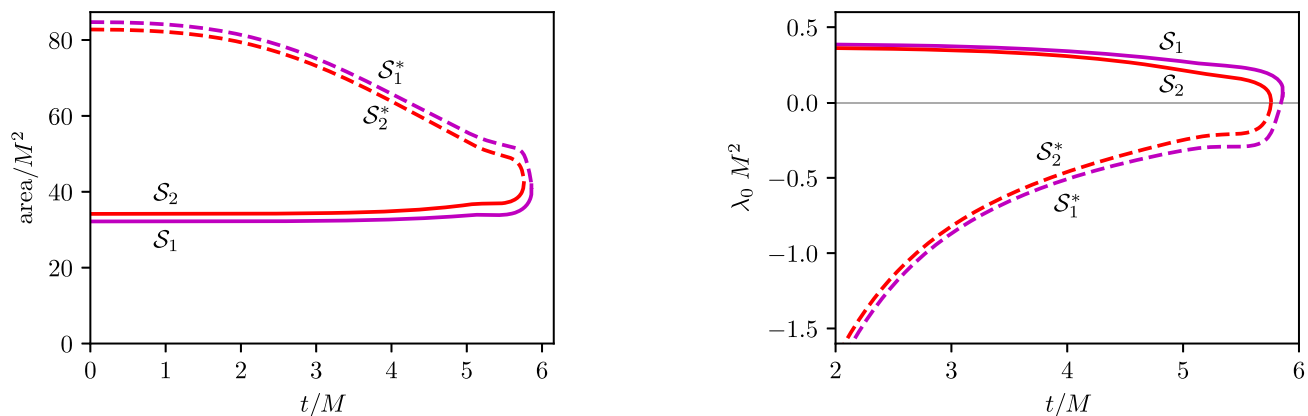 area/M²
80
60
40
20
0
S₁*
S₂*
S₂
S₁
0 1 2 3 4 5 6
t/M
λ₀ M²
0.5
0.0
−0.5
−1.0
−1.5
S₁
S₂
S₂*
S₁*
2 3 4 5 6
t/M